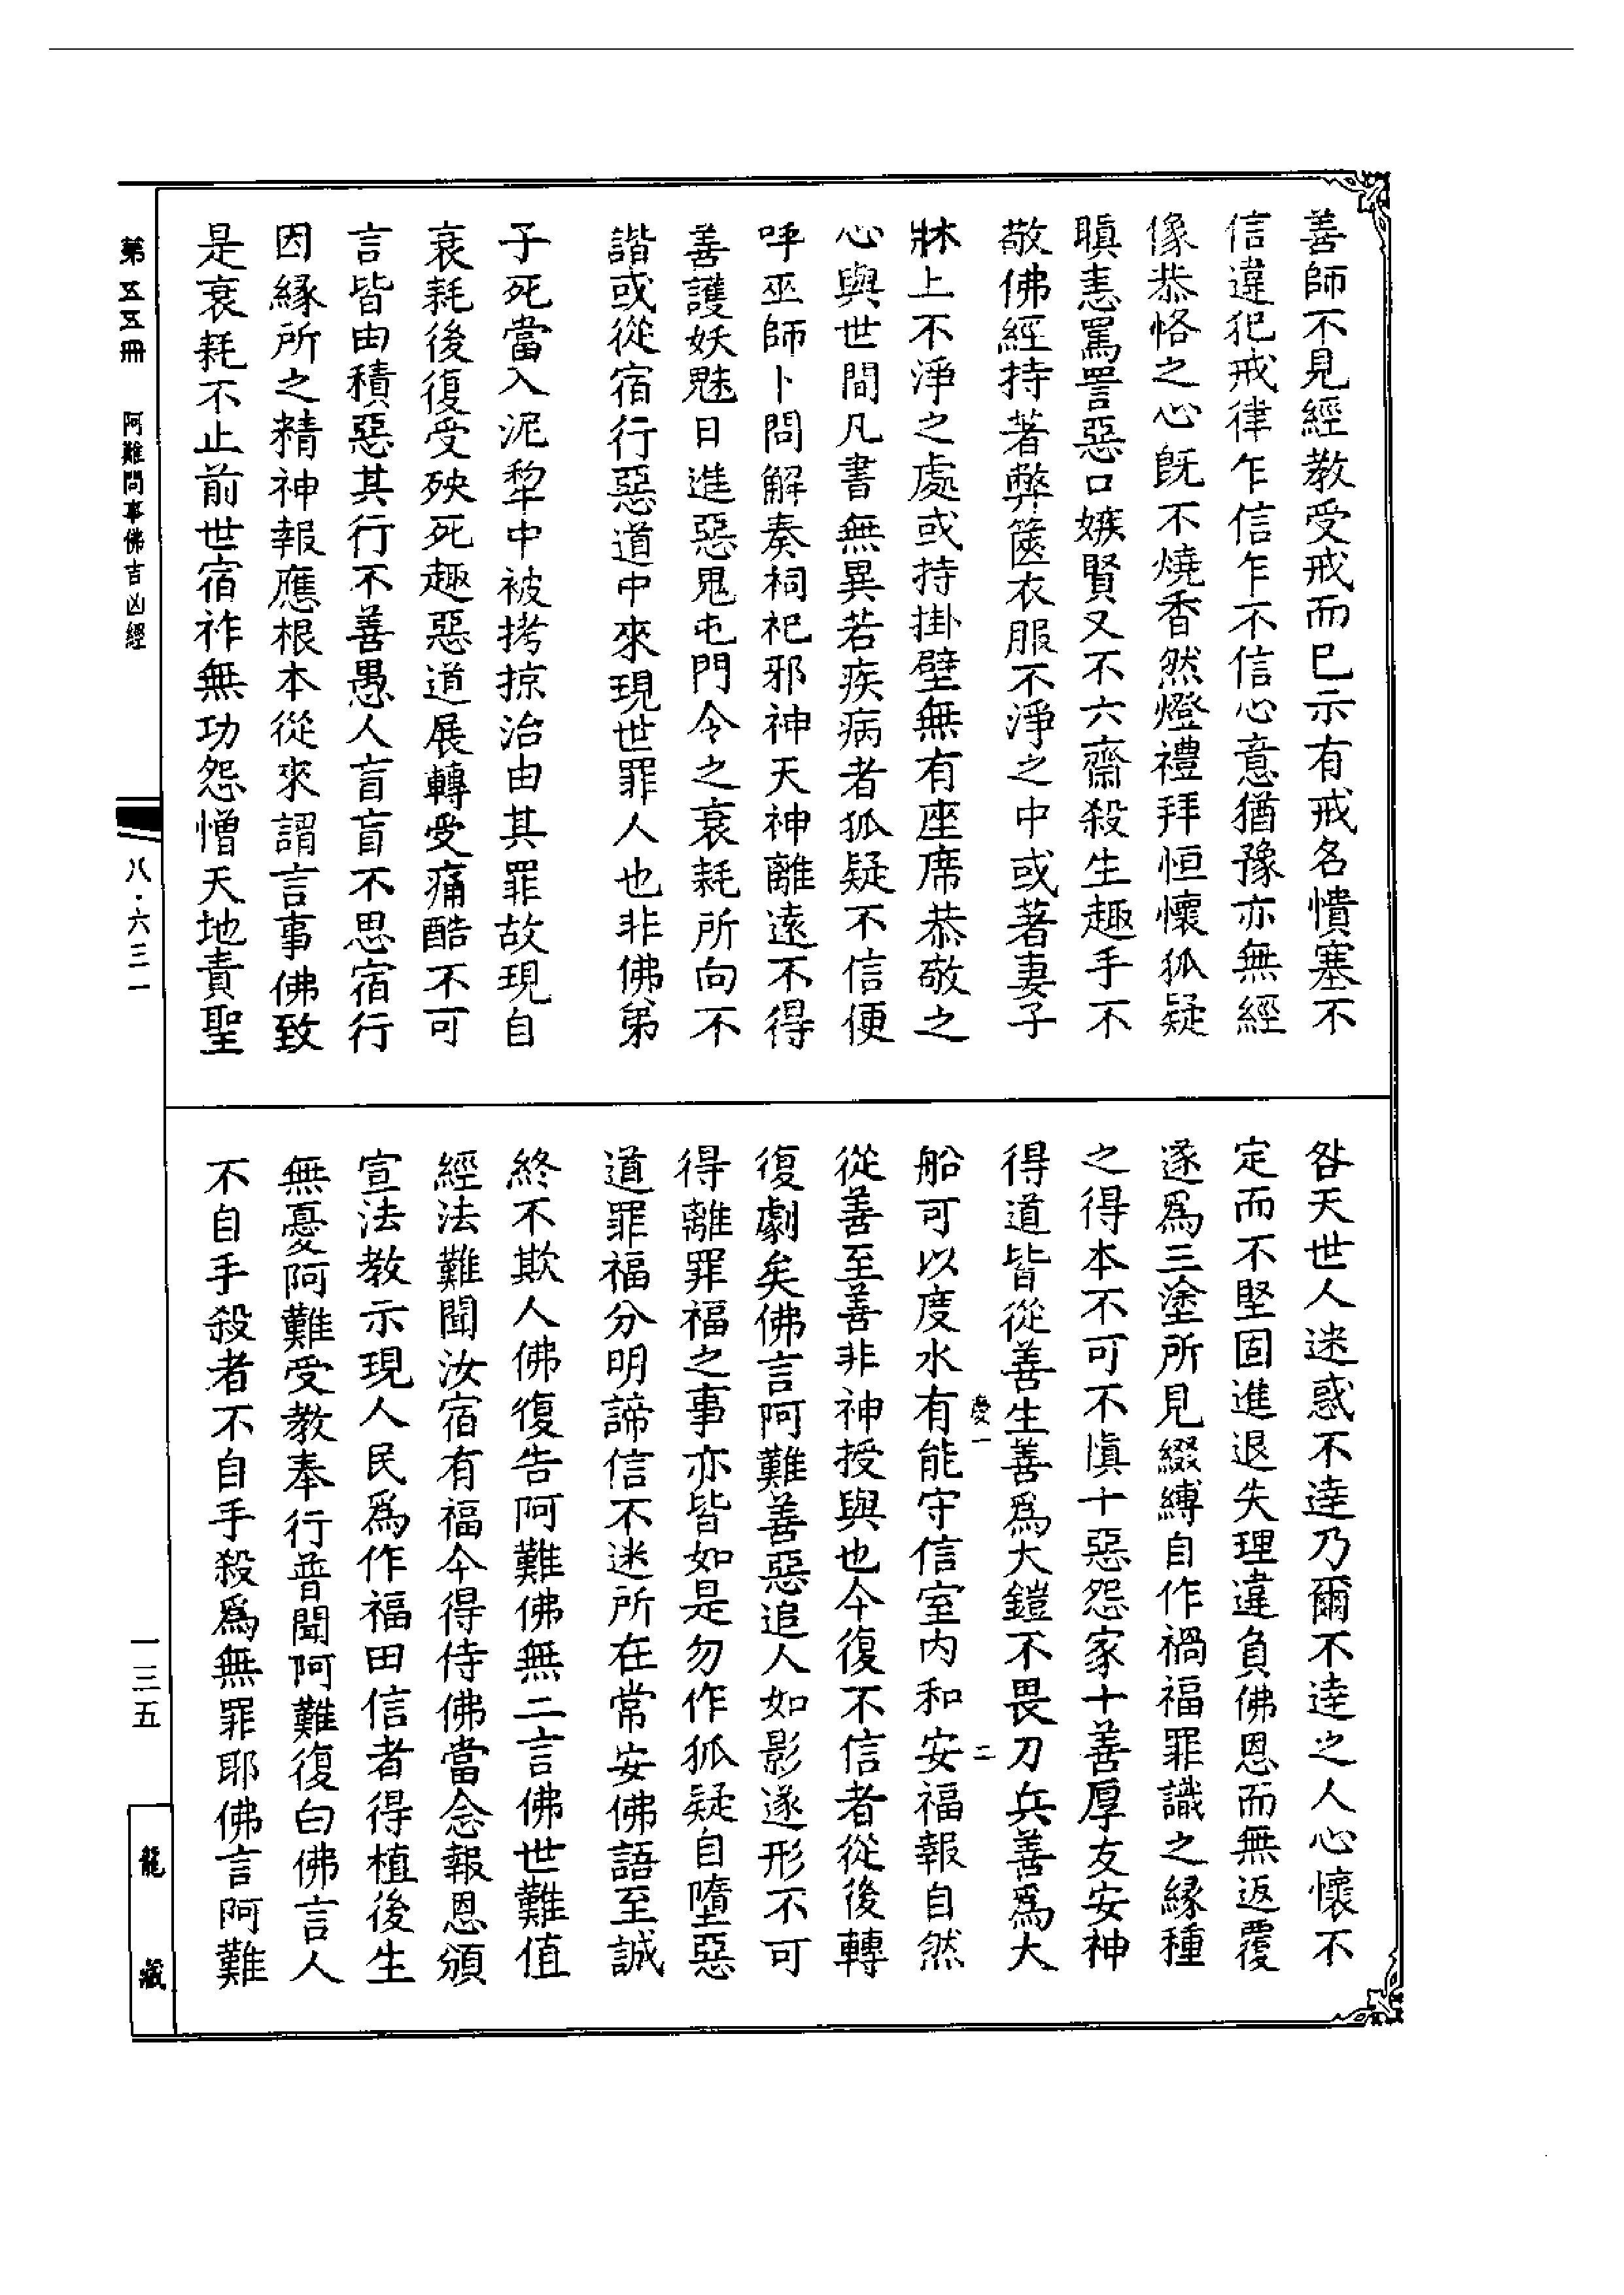 善師不見經教受戒而已示有戒名憒塞不
信違犯戒律乍信乍不信心意猶豫亦無經
像恭恪之心既不燒香然燈禮拜恒懷狐疑
瞋恚罵詈惡口嫉賢又不六齋殺生趣手不
敬佛經持著弊篋衣服不淨之中或著妻子
牀上不淨之處或持掛壁無有座席恭敬之
心與世間凡書無異若疾病者狐疑不信便
呼巫師卜問解奏祠祀邪神天神離遠不得
善護妖魅日進惡鬼屯門令之衰耗所向不
諧或從宿行惡道中來現世罪人也非佛弟
子死當入泥犂中被拷掠治由其罪故現自
衰耗後復受殃死趣惡道展轉受痛酷不可
言皆由積惡其行不善愚人盲盲不思宿行
因緣所之精神報應根本從來謂言事佛致
是衰耗不止前世宿祚無功怨憎天地責聖
咎天世人迷惑不達乃爾不達之人心懷不
定而不堅固進退失理違負佛恩而無返覆
遂爲三塗所見綴縛自作禍福罪識之緣種
之得本不可不慎十惡怨家十善厚友安神
得道皆從善生善爲大鎧不畏刀兵善爲大
慶一 二
船可以度水有能守信室内和安福報自然
從善至善非神授與也今復不信者從後轉
復劇矣佛言阿難善惡追人如影逐形不可
得離罪福之事亦皆如是勿作狐疑自墮惡
道罪福分明諦信不迷所在常安佛語至誠
終不欺人佛復告阿難佛無二言佛世難值
經法難聞汝宿有福今得侍佛當念報恩頒
宣法教示現人民爲作福田信者得植後生
無憂阿難受教奉行普聞阿難復白佛言人
不自手殺者不自手殺爲無罪耶佛言阿難
第五五冊 阿難問事佛吉凶經
八·六三一
一三五
龍藏